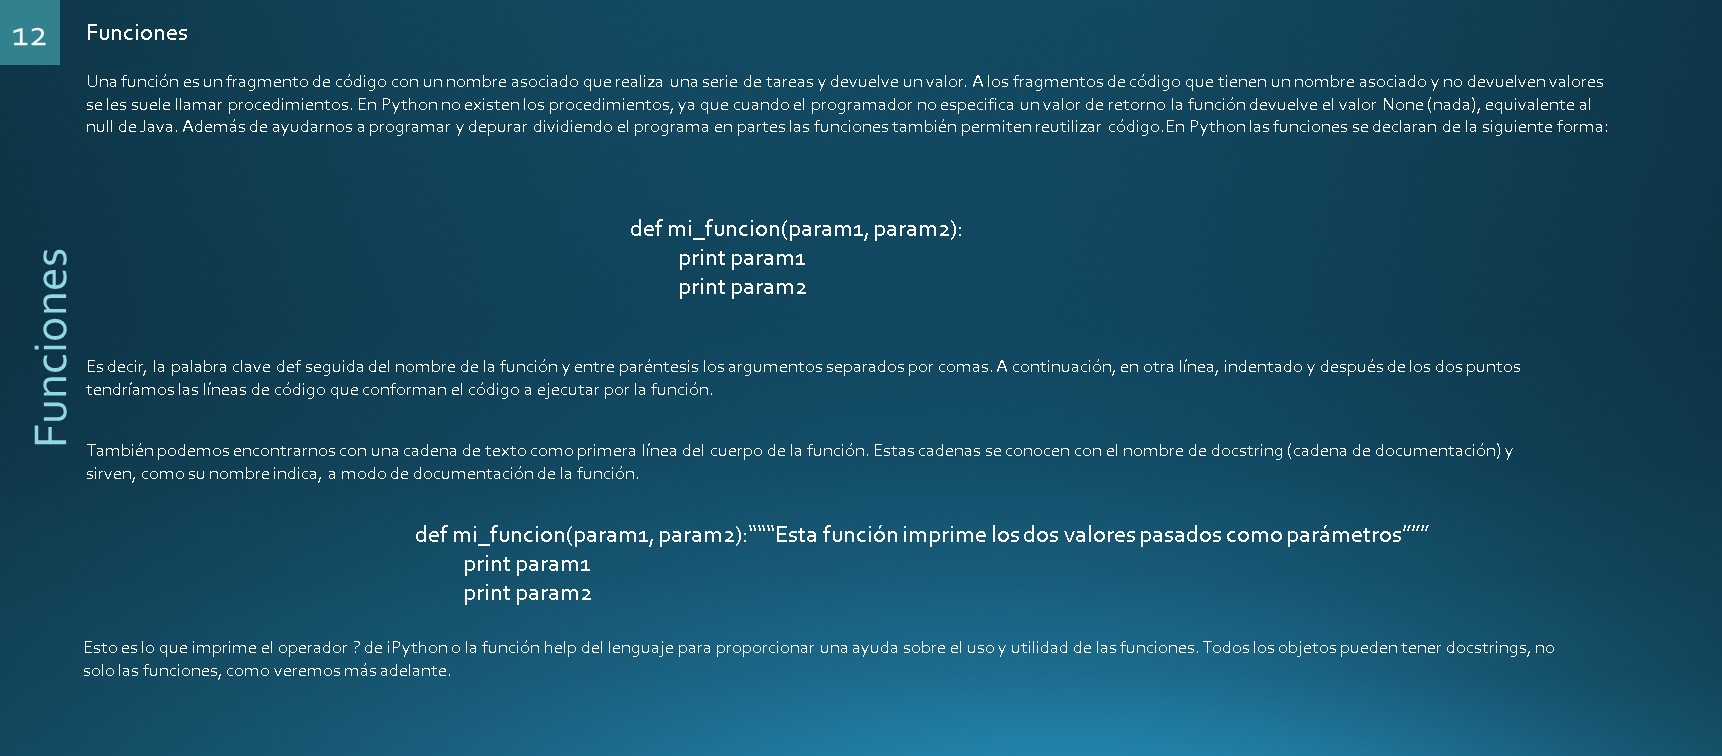 12
Funciones
Funciones
Una función es un fragmento de código con un nombre asociado que realiza una serie de tareas y devuelve un valor. A los fragmentos de código que tienen un nombre asociado y no devuelven valores
se les suele llamar procedimientos. En Python no existen los procedimientos, ya que cuando el programador no especifica un valor de retorno la función devuelve el valor None (nada), equivalente al
null de Java. Además de ayudarnos a programar y depurar dividiendo el programa en partes las funciones también permiten reutilizar código.En Python las funciones se declaran de la siguiente forma:
def mi_funcion(param1, param2):
print param1
print param2
Es decir, la palabra clave def seguida del nombre de la función y entre paréntesis los argumentos separados por comas. A continuación, en otra línea, indentado y después de los dos puntos
tendríamos las líneas de código que conforman el código a ejecutar por la función.
También podemos encontrarnos con una cadena de texto como primera línea del cuerpo de la función. Estas cadenas se conocen con el nombre de docstring (cadena de documentación) y
sirven, como su nombre indica, a modo de documentación de la función.
def mi_funcion(param1, param2):“““Esta función imprime los dos valores pasados como parámetros”””
print param1
print param2
Esto es lo que imprime el operador ? de iPython o la función help del lenguaje para proporcionar una ayuda sobre el uso y utilidad de las funciones. Todos los objetos pueden tener docstrings, no
solo las funciones, como veremos más adelante.